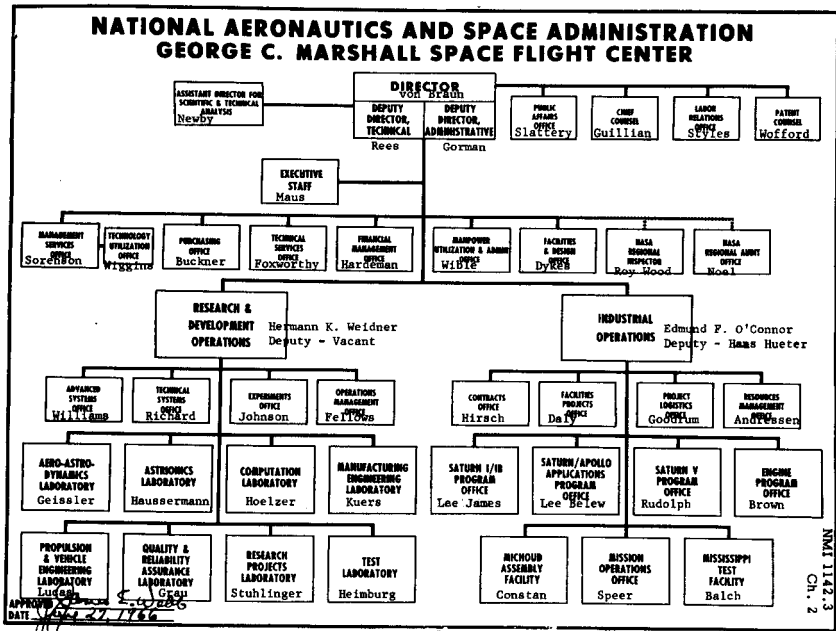 NATIONAL AERONAUTICS AND SPACE ADMINISTRATION
GEORGE C. MARSHALL SPACE FLIGHT CENTER
ASSISTANT DIRECTOR FOR
SCIENTIFIC & TECHNICAL
ANALYSIS
Newby
DIRECTOR
von Braun
DEPUTY
DIRECTOR,
TECHNICAL
Rees
DEPUTY
DIRECTOR,
ADMINISTRATIVE
Gorman
PUBLIC
AFFAIRS
OFFICE
Slattery
CHIEF
COUNSEL
Guillian
LABOR
RELATIONS
OFFICE
Styles
PATENT
COUNSEL
Wofford
EXECUTIVE
STAFF
Maus
MANAGEMENT
SERVICES
OFFICE
Sorenson
TECHNOLOGY
UTILIZATION
OFFICE
Wiggins
PURCHASING
OFFICE
Buckner
TECHNICAL
SERVICES
OFFICE
Foxworthy
FINANCIAL
MANAGEMENT
OFFICE
Hardeman
MANPOWER
UTILIZATION & ADMIN
OFFICE
Wible
FACILITIES
& DESIGN
OFFICE
Dykes
NASA
REGIONAL
INSPECTOR
Roy Wood
NASA
REGIONAL AUDIT
OFFICE
Noel
RESEARCH &
DEVELOPMENT
OPERATIONS
Hermann K. Weidner
Deputy - Vacant
INDUSTRIAL
OPERATIONS
Edmund F. O'Connor
Deputy - Hans Hueter
ADVANCED
SYSTEMS
OFFICE
Williams
TECHNICAL
SYSTEMS
OFFICE
Richard
EXPERIMENTS
OFFICE
Johnson
OPERATIONS
MANAGEMENT
OFFICE
Fellows
CONTRACTS
OFFICE
Hirsch
FACILITIES
PROJECTS
OFFICE
Daly
PROJECT
LOGISTICS
OFFICE
Goodrum
RESOURCES
MANAGEMENT
OFFICE
Andressen
AERO-ASTRO-
DYNAMICS
LABORATORY
Geissler
ASTRIONICS
LABORATORY
Haussermann
COMPUTATION
LABORATORY
Hoelzer
MANUFACTURING
ENGINEERING
LABORATORY
Kuers
SATURN I/IB
PROGRAM
OFFICE
Lee James
SATURN/APOLLO
APPLICATIONS
PROGRAM
OFFICE
Lee Belew
SATURN V
PROGRAM
OFFICE
Rudolph
ENGINE
PROGRAM
OFFICE
Brown
PROPULSION
& VEHICLE
ENGINEERING
LABORATORY
Lucas
QUALITY &
RELIABILITY
ASSURANCE
LABORATORY
Grau
RESEARCH
PROJECTS
LABORATORY
Stuhlinger
TEST
LABORATORY
Heimburg
MICHOUD
ASSEMBLY
FACILITY
Constan
MISSION
OPERATIONS
OFFICE
Speer
MISSISSIPPI
TEST
FACILITY
Balch
APPROVED James E. Webb
DATE June 27, 1966
NMI 1142.3
Ch. 2